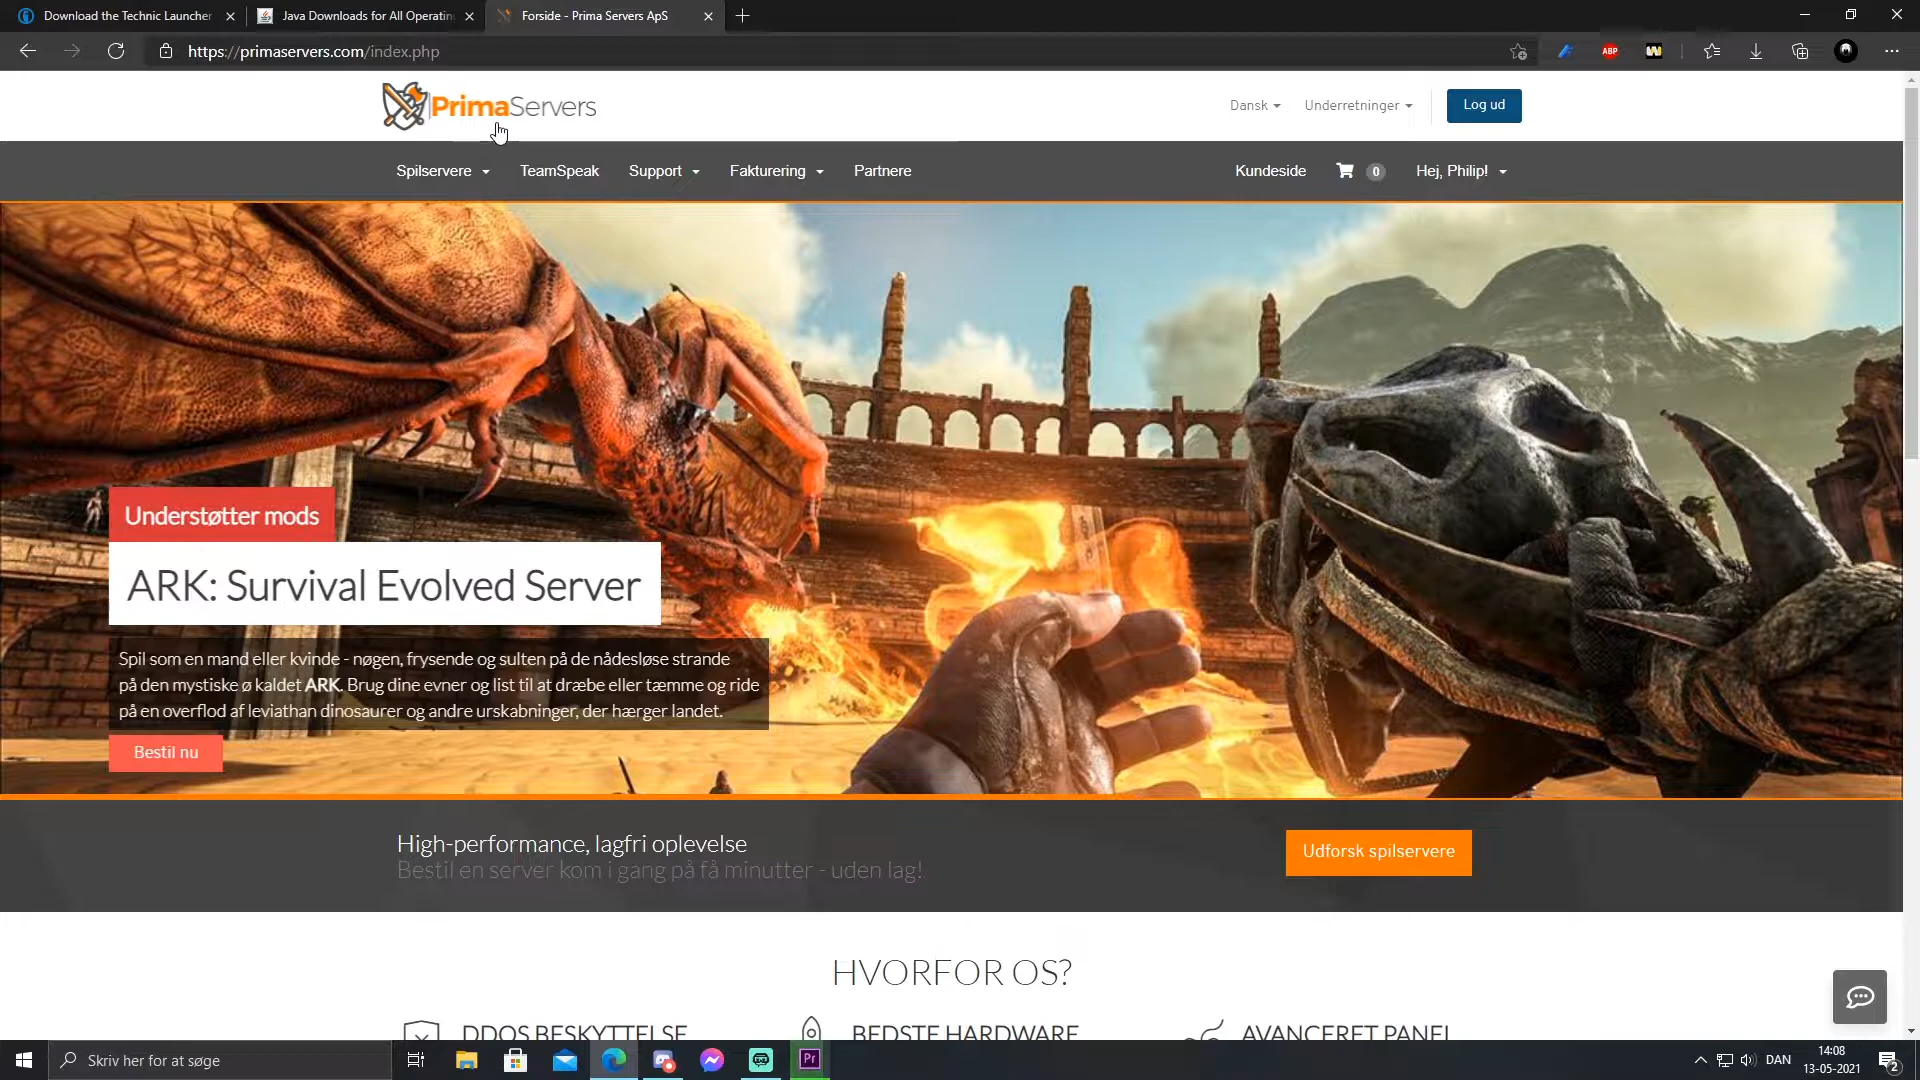 Download the Technic Launcher
Java Downloads for All Operatin
Forside - Prima Servers ApS
https://primaservers.com/index.php
ABP
PrimaServers
Dansk
Underretninger
Log ud
Spilservere
TeamSpeak
Support
Fakturering
Partnere
Kundeside
0
Hej, Philip!
Understøtter mods
ARK: Survival Evolved Server
Spil som en mand eller kvinde - nøgen, frysende og sulten på de nådesløse strande
på den mystiske ø kaldet ARK. Brug dine evner og list til at dræbe eller tæmme og ride
på en overflod af leviathan dinosaurer og andre urskabninger, der hærger landet.
Bestil nu
High-performance, lagfri oplevelse
Bestil en server kom i gang på få minutter - uden lag!
Udforsk spilservere
HVORFOR OS?
DDOS BESKYTTELSE
BEDSTE HARDWARE
AVANCERET PANEL
Skriv her for at søge
Pr
DAN
14:08
13-05-2021
2